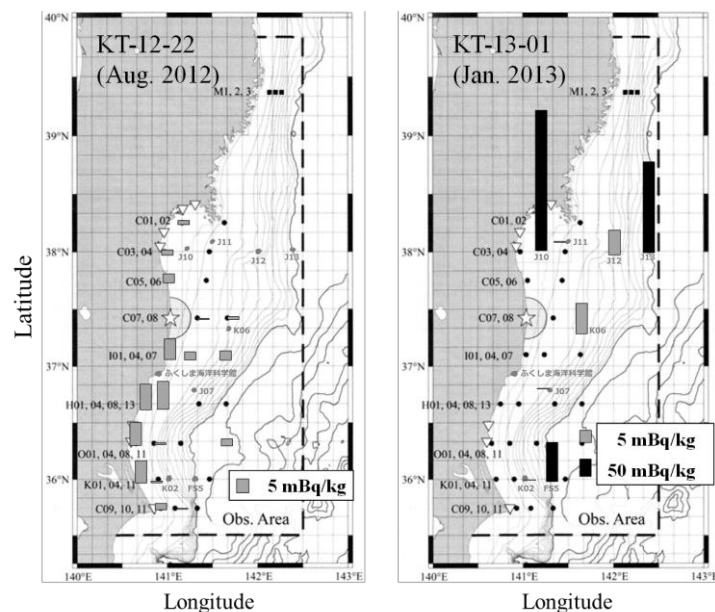 KT-12-22
(Aug. 2012)
M1, 2, 3
C01, 02
C03, 04
J11
J10
J12
J13
C05, 06
C07, 08
K06
I01, 04, 07
ふくしま海洋科学館
J07
H01, 04, 08, 13
O01, 04, 08, 11
K01, 04, 11
K02
FS5
C09, 10, 11
5 mBq/kg
Obs. Area
40°N
39°N
38°N
37°N
36°N
140°E
141°E
142°E
143°E
Latitude
Longitude
KT-13-01
(Jan. 2013)
M1, 2, 3
C01, 02
C03, 04
J11
J10
J12
J13
C05, 06
C07, 08
K06
I01, 04, 07
ふくしま海洋科学館
J07
H01, 04, 08, 13
O01, 04, 08, 11
K01, 04, 11
K02
FS5
C09, 10, 11
5 mBq/kg
50 mBq/kg
Obs. Area
40°N
39°N
38°N
37°N
36°N
140°E
141°E
142°E
143°E
Longitude